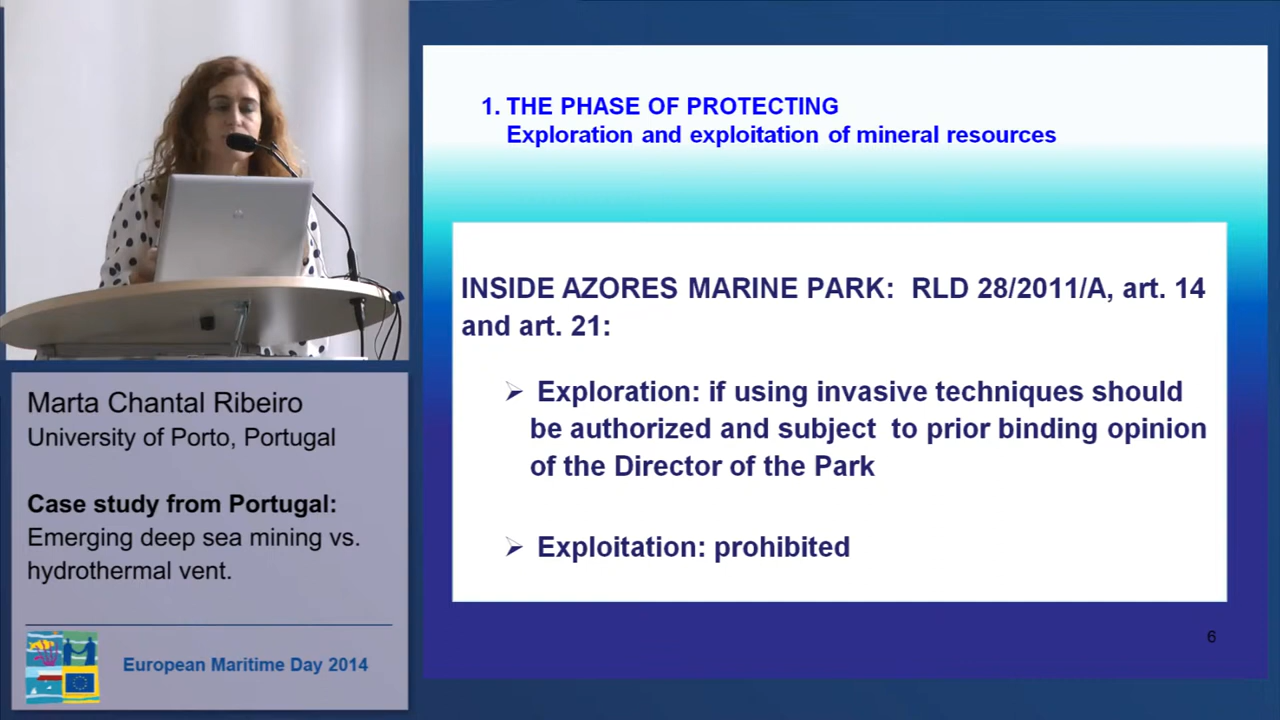 1. THE PHASE OF PROTECTING
Exploration and exploitation of mineral resources
INSIDE AZORES MARINE PARK: RLD 28/2011/A, art. 14
and art. 21:
➢ Exploration: if using invasive techniques should
be authorized and subject to prior binding opinion
of the Director of the Park
➢ Exploitation: prohibited
6
Marta Chantal Ribeiro
University of Porto, Portugal
Case study from Portugal:
Emerging deep sea mining vs.
hydrothermal vent.
European Maritime Day 2014